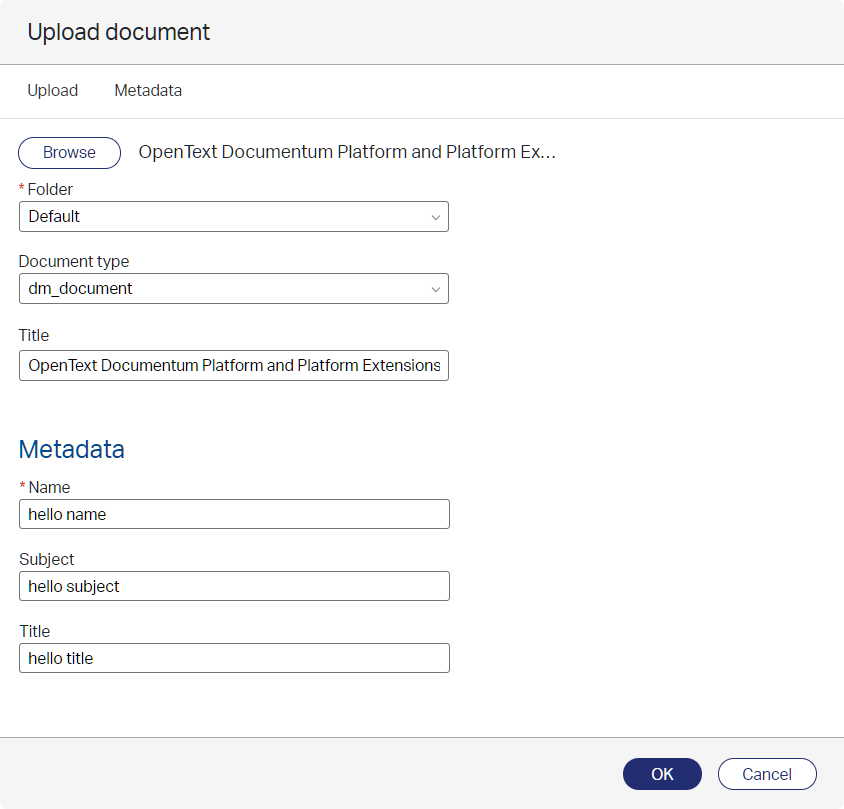 Upload document
Upload Metadata
Browse OpenText Documentum Platform and Platform Ex...
* Folder
Default
Document type
dm_document
Title
OpenText Documentum Platform and Platform Extensions
Metadata
* Name
hello name
Subject
hello subject
Title
hello title
OK Cancel